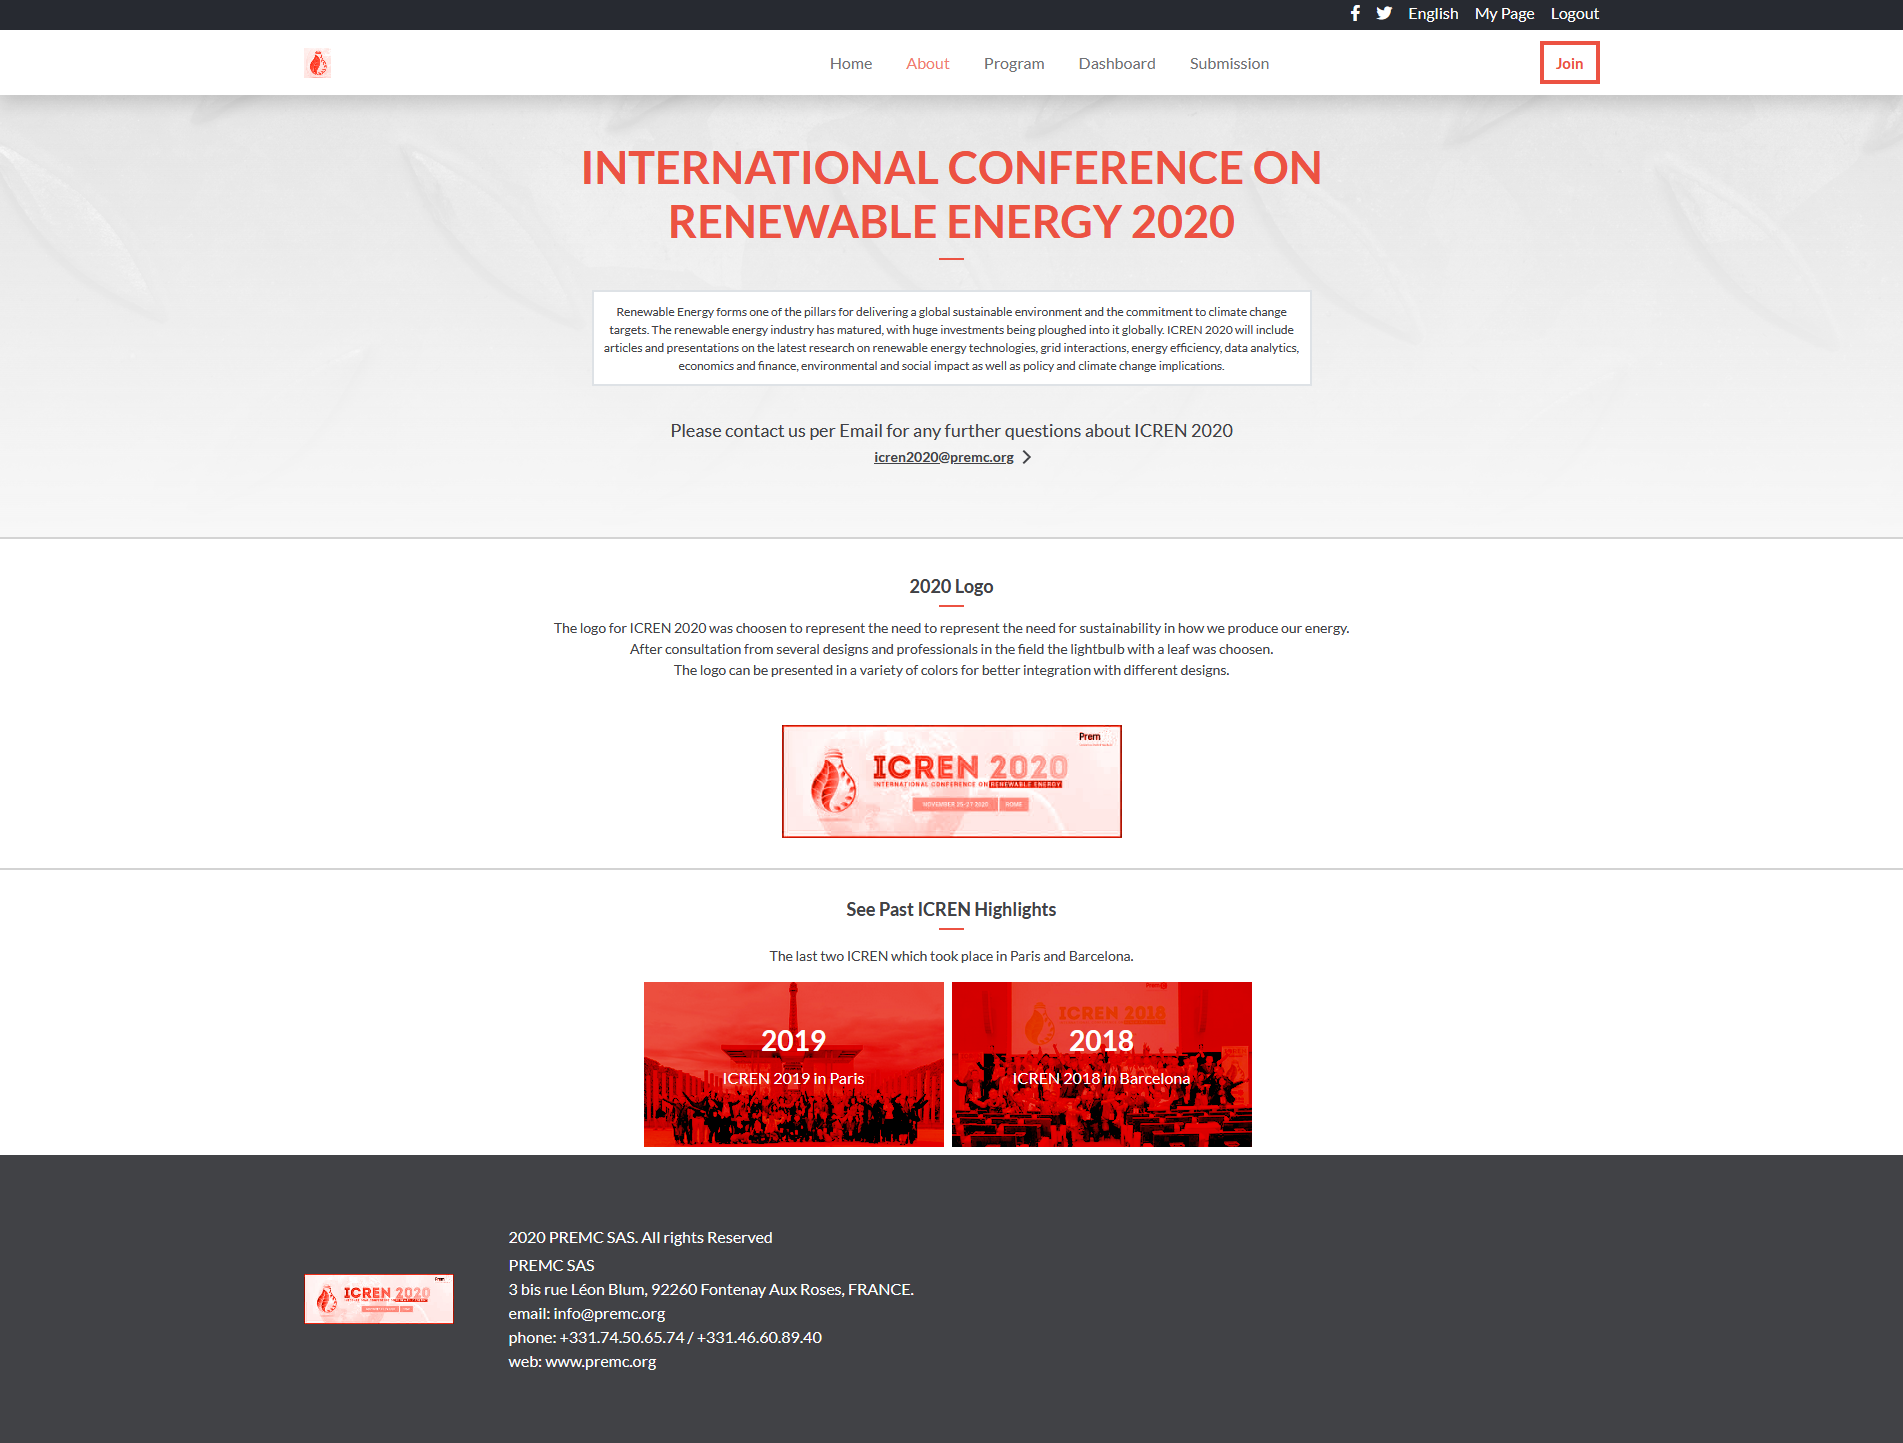 English My Page Logout
Home About Program Dashboard Submission Join
INTERNATIONAL CONFERENCE ON
RENEWABLE ENERGY 2020
Renewable Energy forms one of the pillars for delivering a global sustainable environment and the commitment to climate change
targets. The renewable energy industry has matured, with huge investments being ploughed into it globally. ICREN 2020 will include
articles and presentations on the latest research on renewable energy technologies, grid interactions, energy efficiency, data analytics,
economics and finance, environmental and social impact as well as policy and climate change implications.
Please contact us per Email for any further questions about ICREN 2020
icren2020@premc.org
2020 Logo
The logo for ICREN 2020 was choosen to represent the need to represent the need for sustainability in how we produce our energy.
After consultation from several designs and professionals in the field the lightbulb with a leaf was choosen.
The logo can be presented in a variety of colors for better integration with different designs.
Prem
ICREN 2020
INTERNATIONAL CONFERENCE ON RENEWABLE ENERGY
NOVEMBER 25-27 2020 ROME
See Past ICREN Highlights
The last two ICREN which took place in Paris and Barcelona.
2019
ICREN 2019 in Paris
Prem
ICREN 2018
2018
ICREN 2018 in Barcelona
2020 PREMC SAS. All rights Reserved
PREMC SAS
3 bis rue Léon Blum, 92260 Fontenay Aux Roses, FRANCE.
email: info@premc.org
phone: +331.74.50.65.74 / +331.46.60.89.40
web: www.premc.org
Prem
ICREN 2020